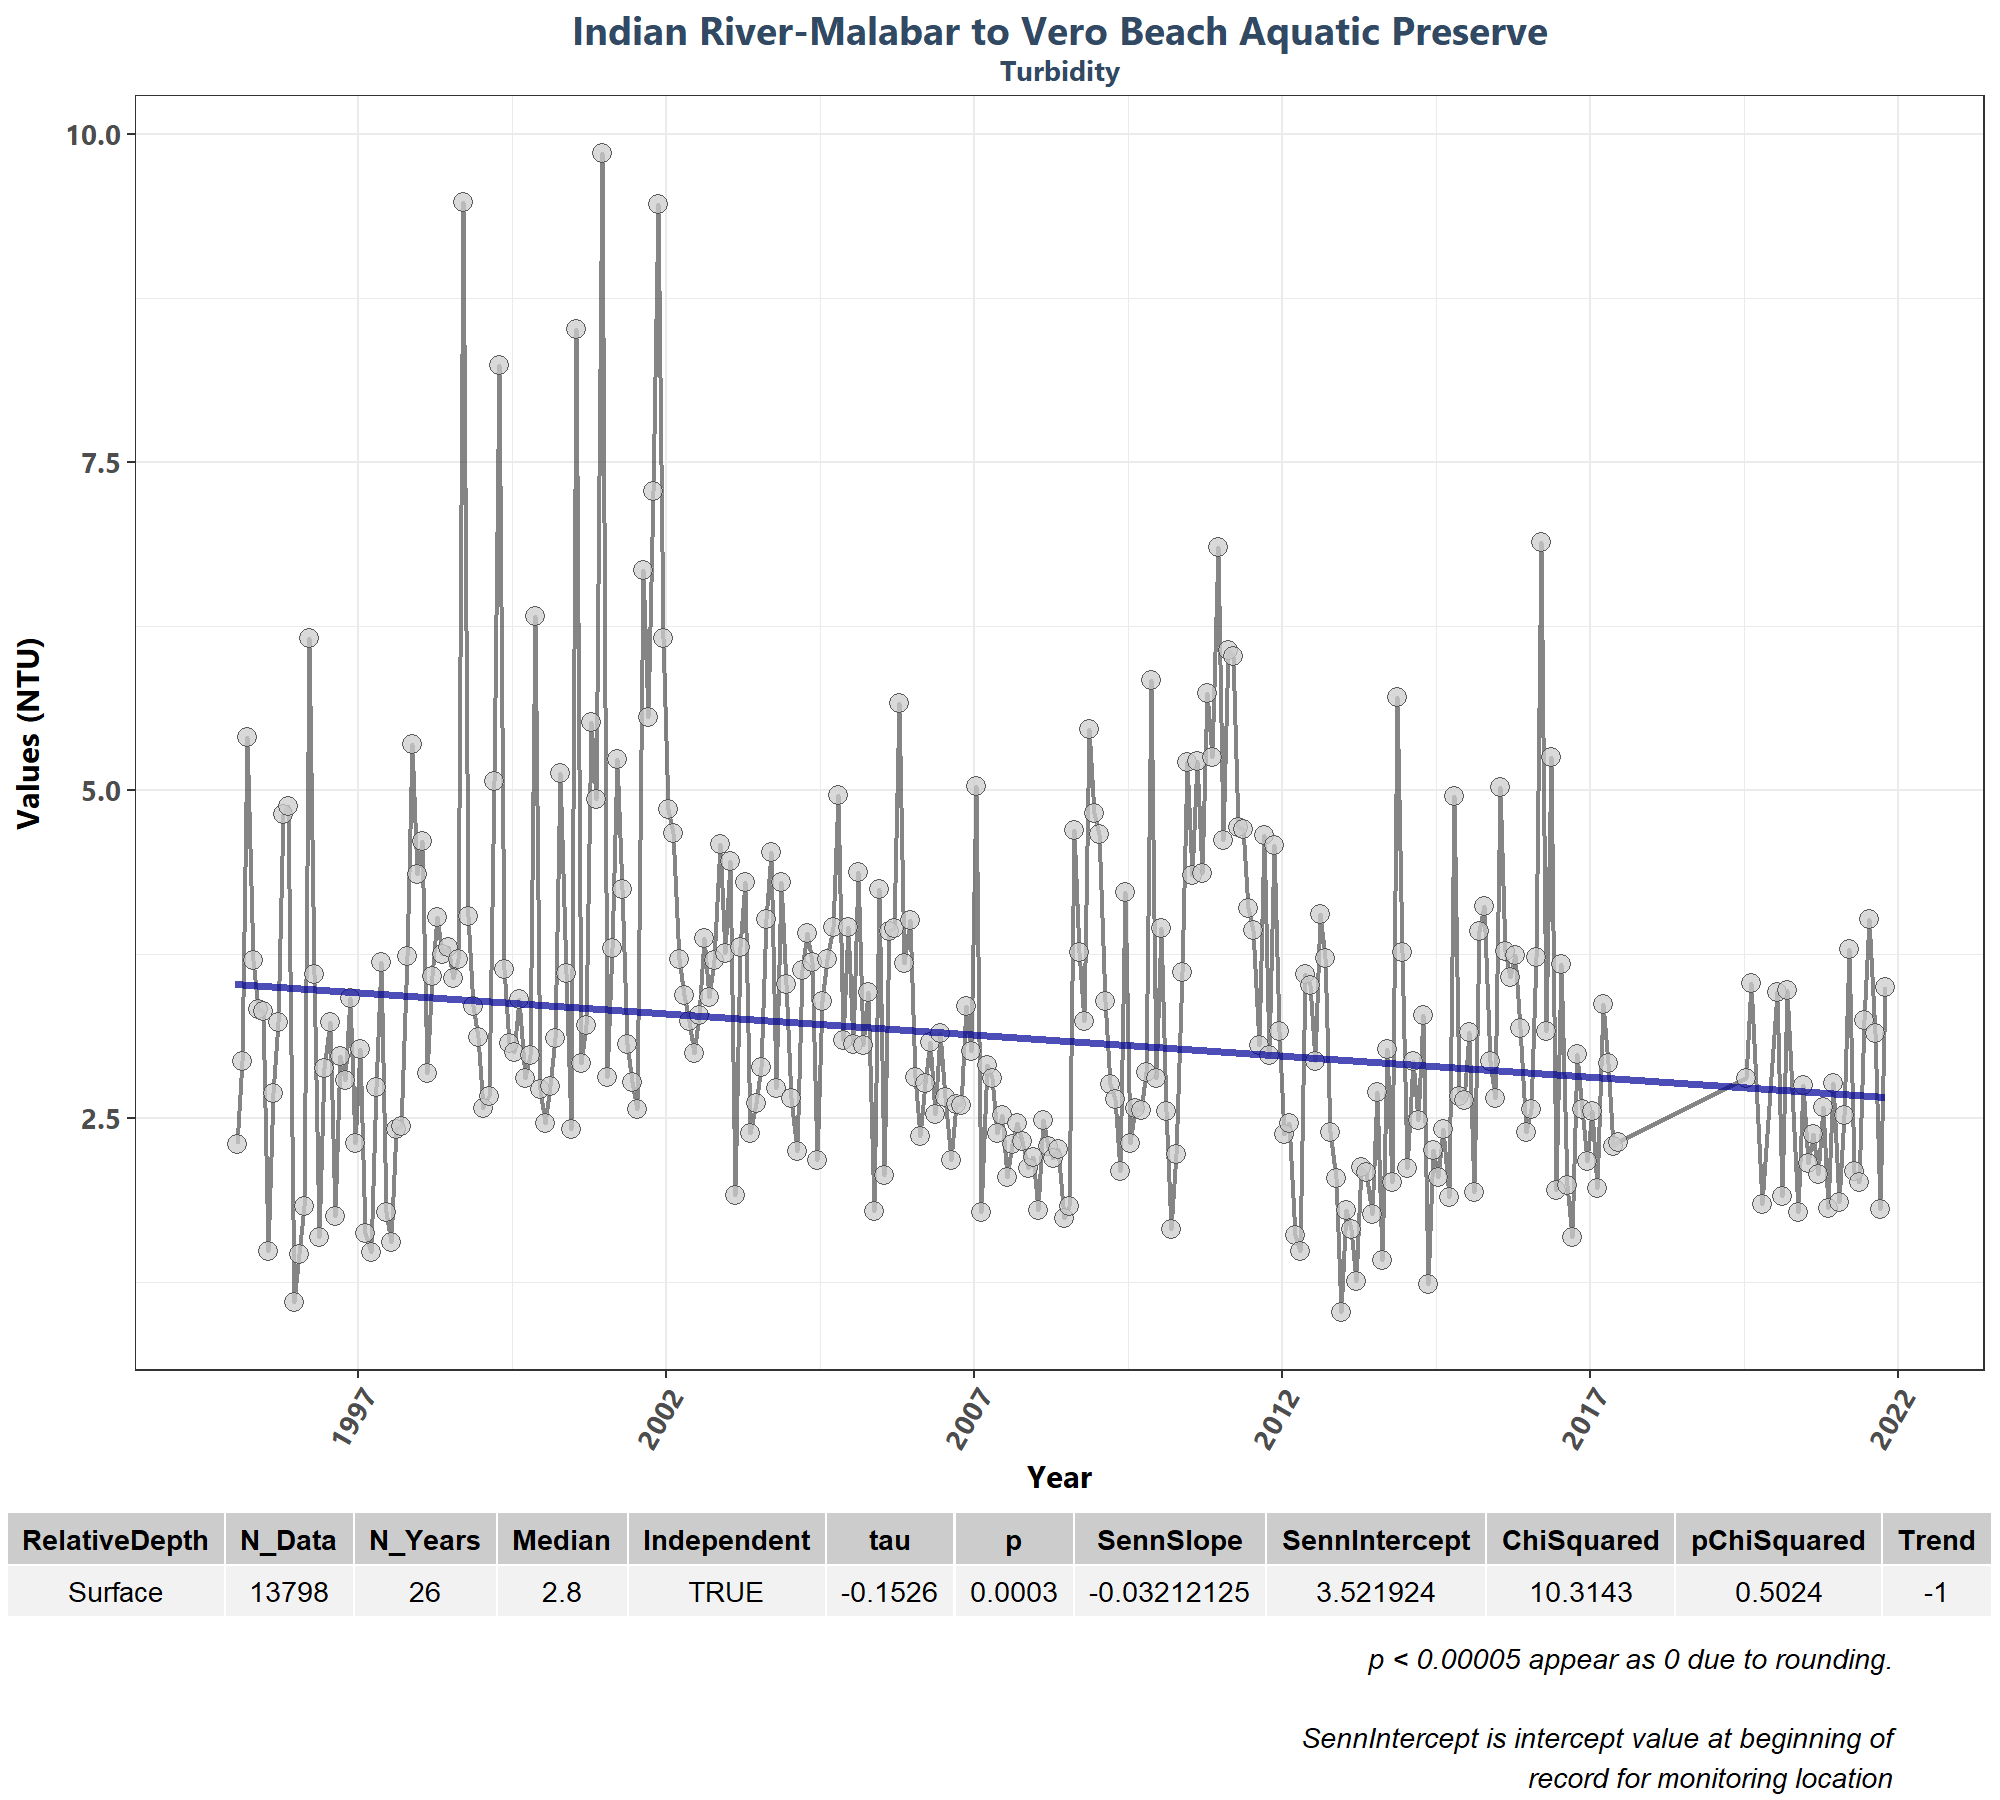 Indian River-Malabar to Vero Beach Aquatic Preserve
Turbidity
10.0
7.5
5.0
2.5
Values (NTU)
1997 2002 2007 2012 2017 2022
Year
RelativeDepth N_Data N_Years Median Independent tau p SennSlope SennIntercept ChiSquared pChiSquared Trend
Surface 13798 26 2.8 TRUE -0.1526 0.0003 -0.03212125 3.521924 10.3143 0.5024 -1
p < 0.00005 appear as 0 due to rounding.
SennIntercept is intercept value at beginning of
record for monitoring location